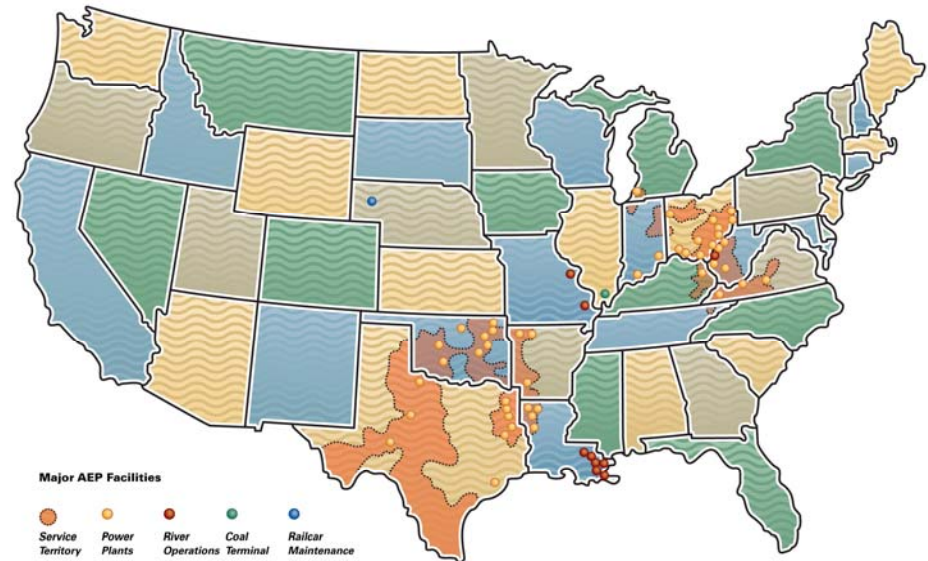 Major AEP Facilities
Service
Territory
Power
Plants
River
Operations
Coal
Terminal
Railcar
Maintenance